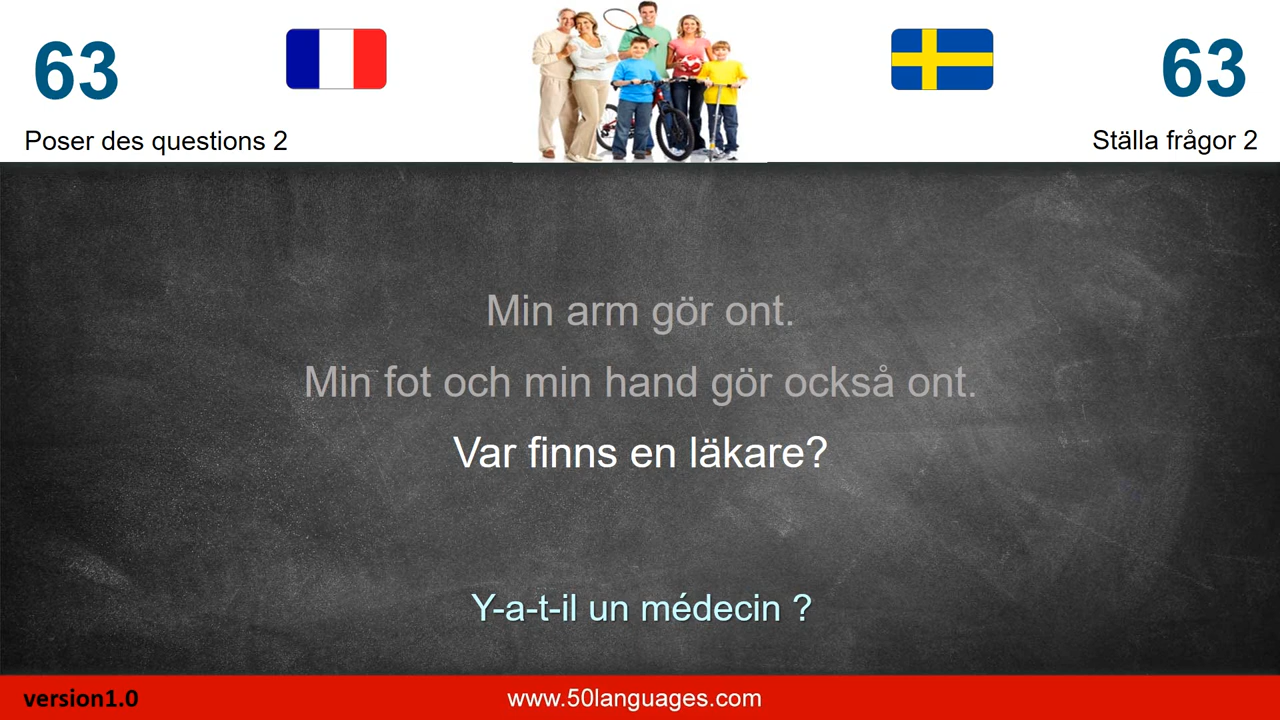 63
63
Poser des questions 2
Ställa frågor 2
Min arm gör ont.
Min fot och min hand gör också ont.
Var finns en läkare?
Y-a-t-il un médecin ?
version1.0
www.50languages.com